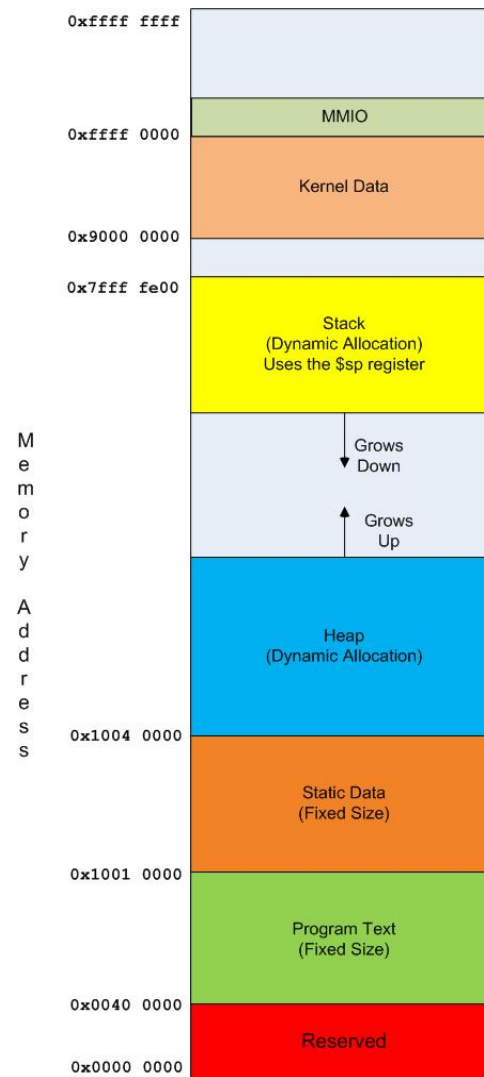 0xffff ffff
MMIO
0xffff 0000
Kernel Data
0x9000 0000
0x7fff fe00
Stack
(Dynamic Allocation)
Uses the $sp register
Grows
Down
Grows
Up
Memory Address
Heap
(Dynamic Allocation)
0x1004 0000
Static Data
(Fixed Size)
0x1001 0000
Program Text
(Fixed Size)
0x0040 0000
Reserved
0x0000 0000